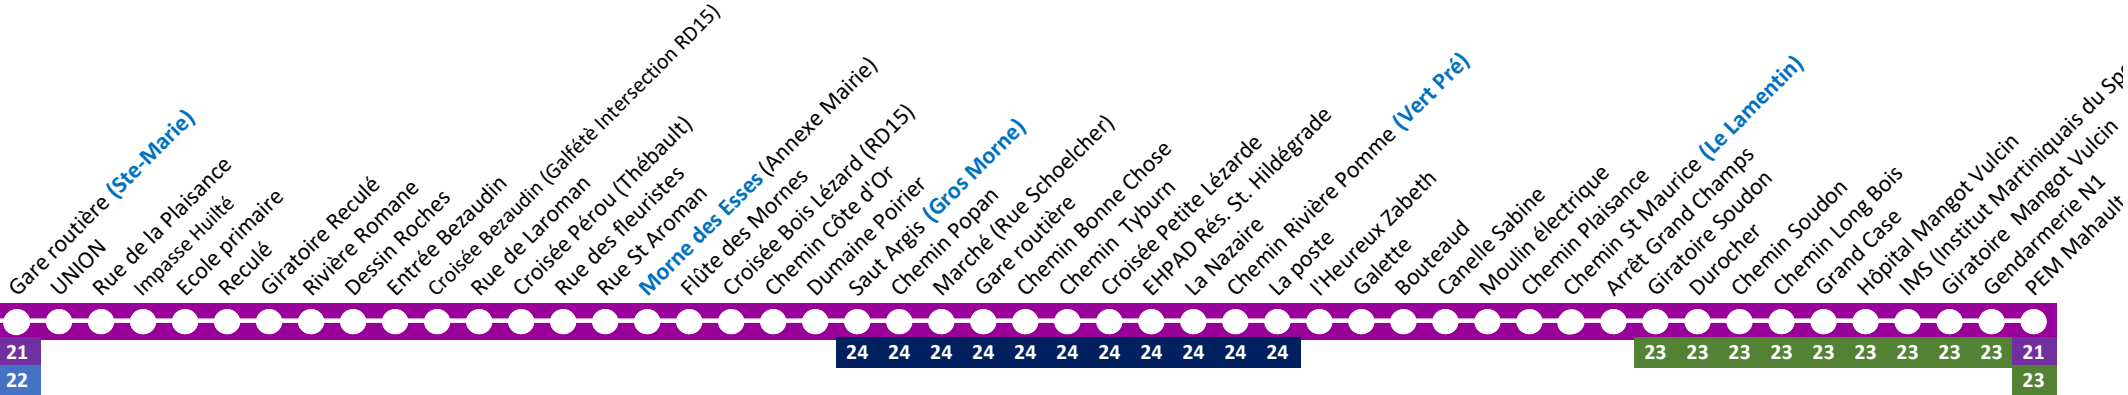 Gare routière (Ste-Marie)
UNION
Rue de la Plaisance
Impasse Huilté
Ecole primaire
Reculé
Giratoire Reculé
Rivière Romane
Dessin Roches
Entrée Bezaudin
Croisée Bezaudin (Galfétè Intersection RD15)
Rue de Laroman
Croisée Pérou (Thébault)
Rue des fleuristes
Rue St Aroman
Morne des Esses (Annexe Mairie)
Flûte des Mornes
Croisée Bois Lézard (RD15)
Chemin Côte d'Or
Dumaine Poirier
Saut Argis (Gros Morne)
Chemin Popan
Marché (Rue Schoelcher)
Gare routière
Chemin Bonne Chose
Chemin Tyburn
Croisée Petite Lézarde
EHPAD Rés. St. Hildégrade
La Nazaire
Chemin Rivière Pomme (Vert Pré)
La poste
l'Heureux Zabeth
Galette
Bouteaud
Canelle Sabine
Moulin électrique
Chemin Plaisance
Chemin St Maurice (Le Lamentin)
Arrêt Grand Champs
Giratoire Soudon
Durocher
Chemin Soudon
Chemin Long Bois
Grand Case
Hôpital Mangot Vulcin
IMS (Institut Martiniquais du
Giratoire Mangot Vulcin
Gendarmerie N1
PEM Mahault
21 24 24 24 24 24 24 24 24 24 24 24 23 23 23 23 23 23 23 23 23 21
22 23